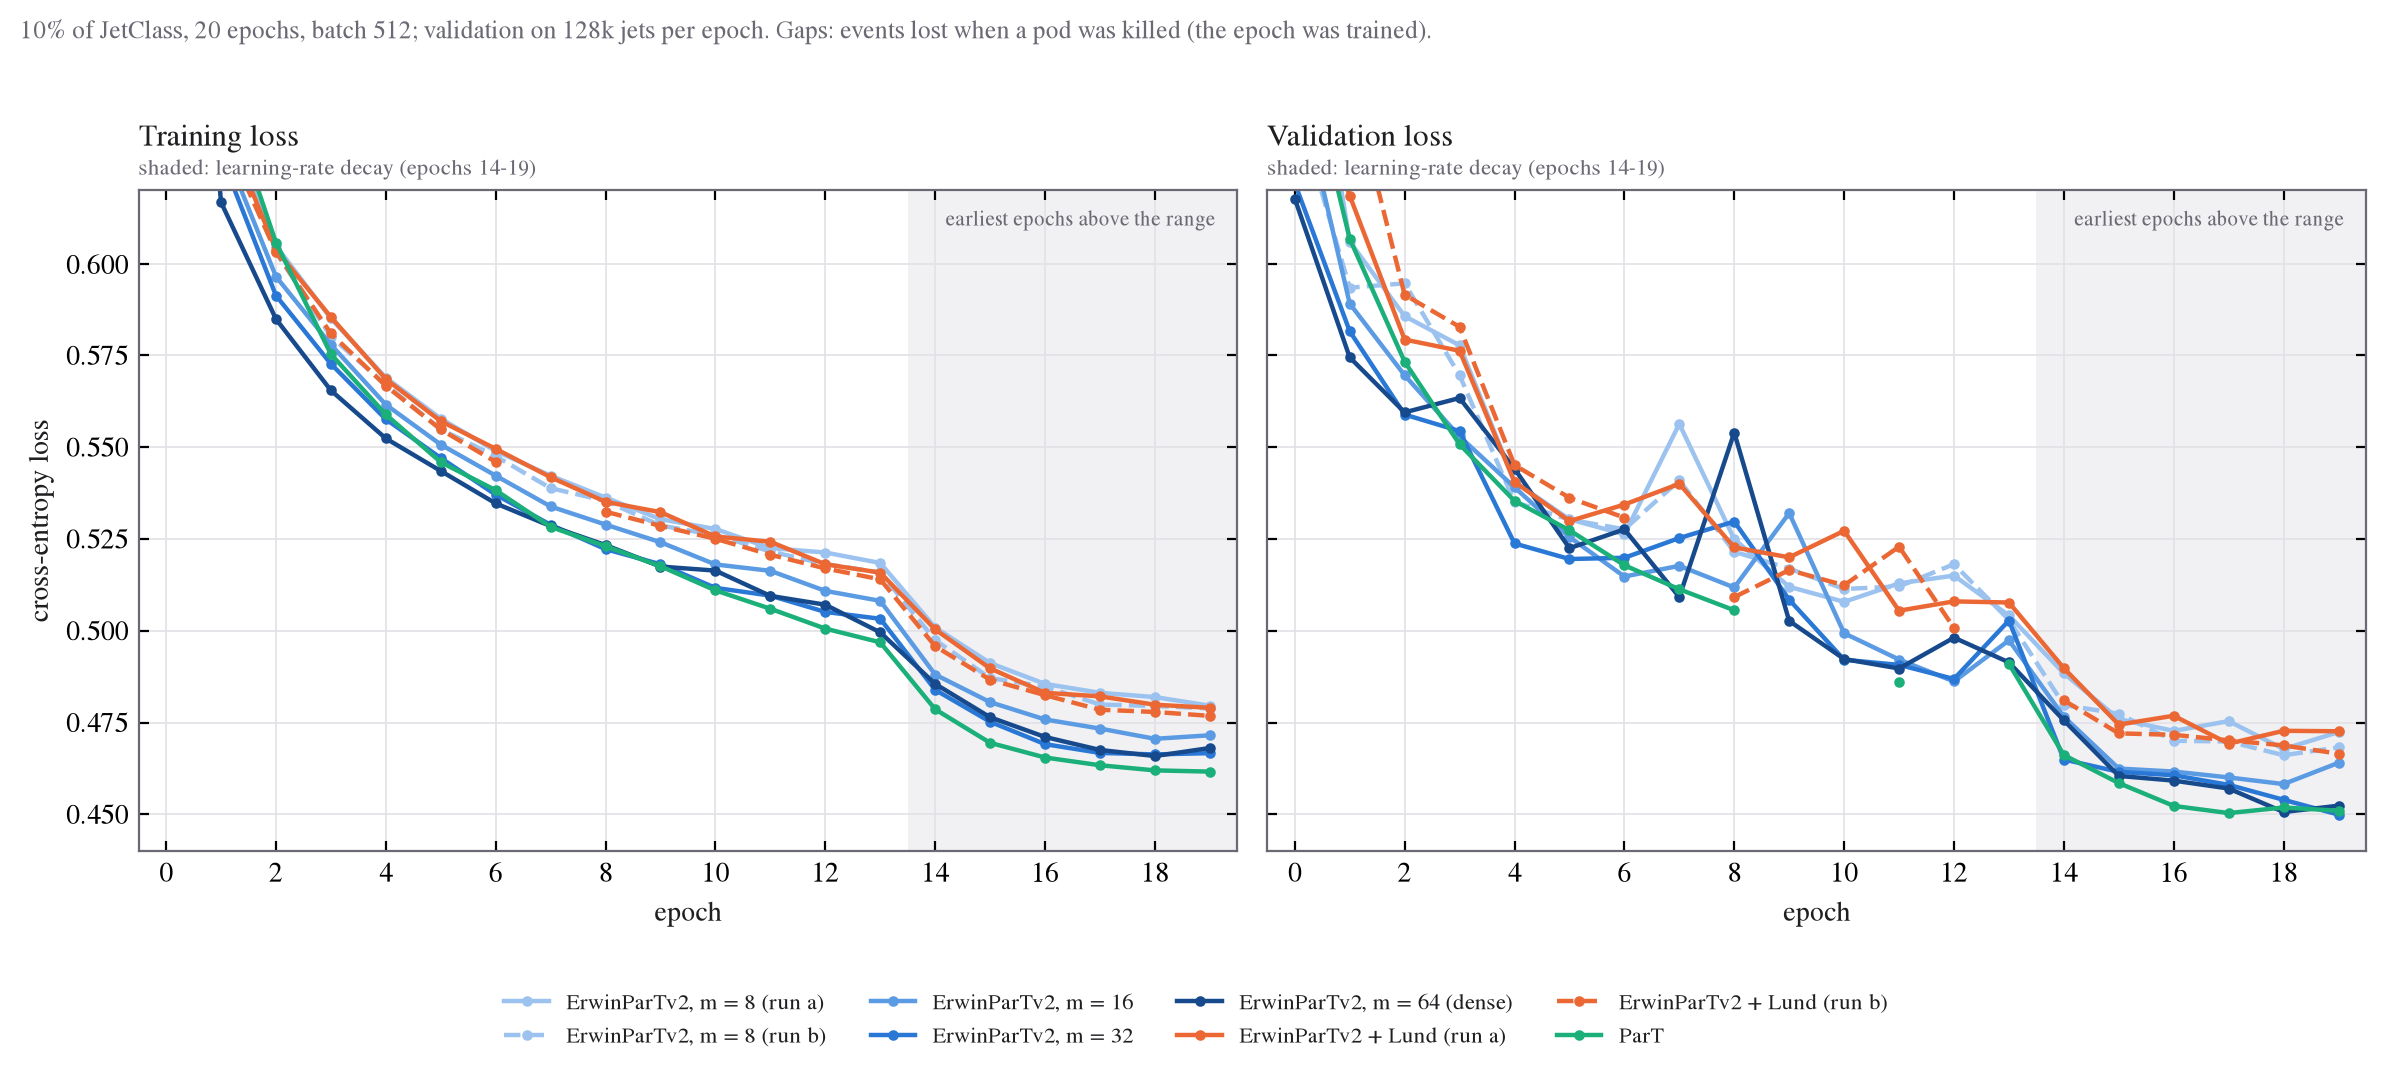 10% of JetClass, 20 epochs, batch 512; validation on 128k jets per epoch. Gaps: events lost when a pod was killed (the epoch was trained).
Training loss
shaded: learning-rate decay (epochs 14-19)
earliest epochs above the range
0.600
0.575
0.550
0.525
0.500
0.475
0.450
cross-entropy loss
0 2 4 6 8 10 12 14 16 18
epoch
Validation loss
shaded: learning-rate decay (epochs 14-19)
earliest epochs above the range
0 2 4 6 8 10 12 14 16 18
epoch
ErwinParTv2, m = 8 (run a)
ErwinParTv2, m = 8 (run b)
ErwinParTv2, m = 16
ErwinParTv2, m = 32
ErwinParTv2, m = 64 (dense)
ErwinParTv2 + Lund (run a)
ErwinParTv2 + Lund (run b)
ParT